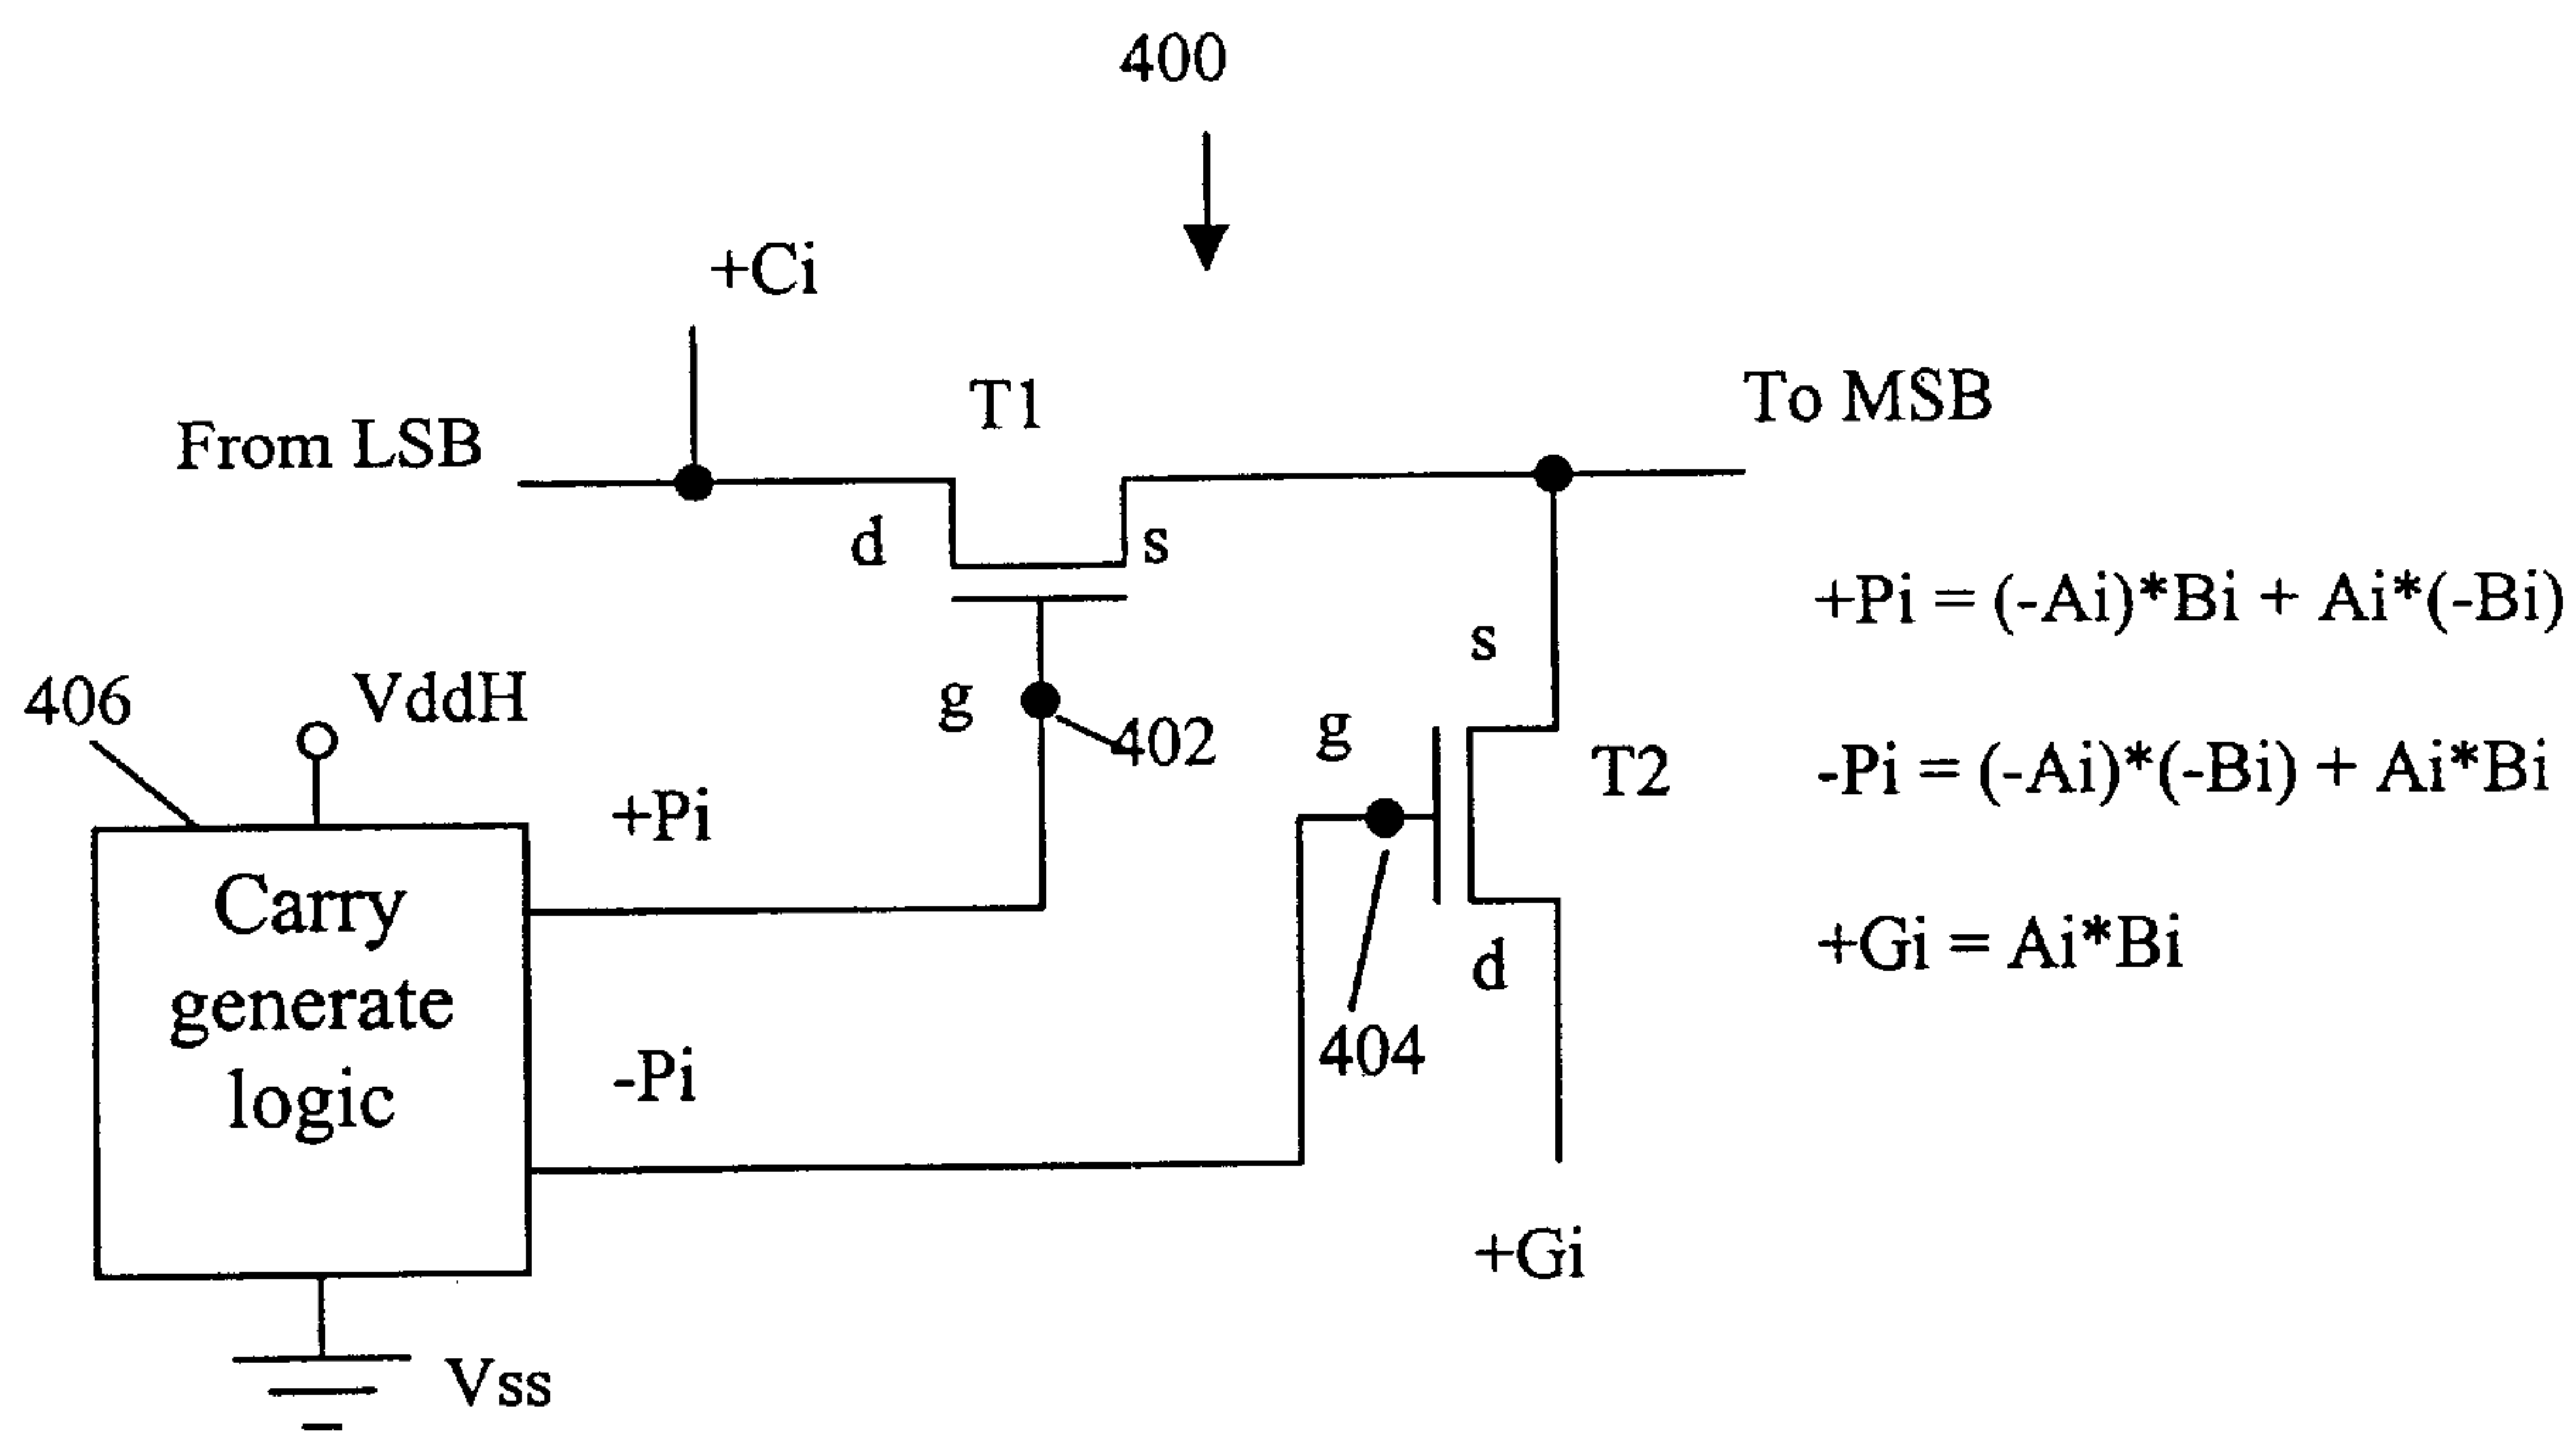 400
+Ci
T1
From LSB
To MSB
d
s
+Pi = (-Ai)*Bi + Ai*(-Bi)
s
406
VddH
g
402
g
T2
-Pi = (-Ai)*(-Bi) + Ai*Bi
+Pi
Carry
generate
logic
+Gi = Ai*Bi
d
404
-Pi
+Gi
Vss